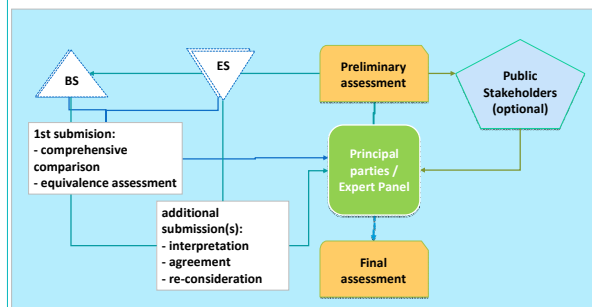 BS
ES
Preliminary
assessment
Public
Stakeholders
(optional)
1st submision:
- comprehensive
comparison
- equivalence assessment
Principal
parties /
Expert Panel
additional
submission(s):
- interpretation
- agreement
- re-consideration
Final
assessment